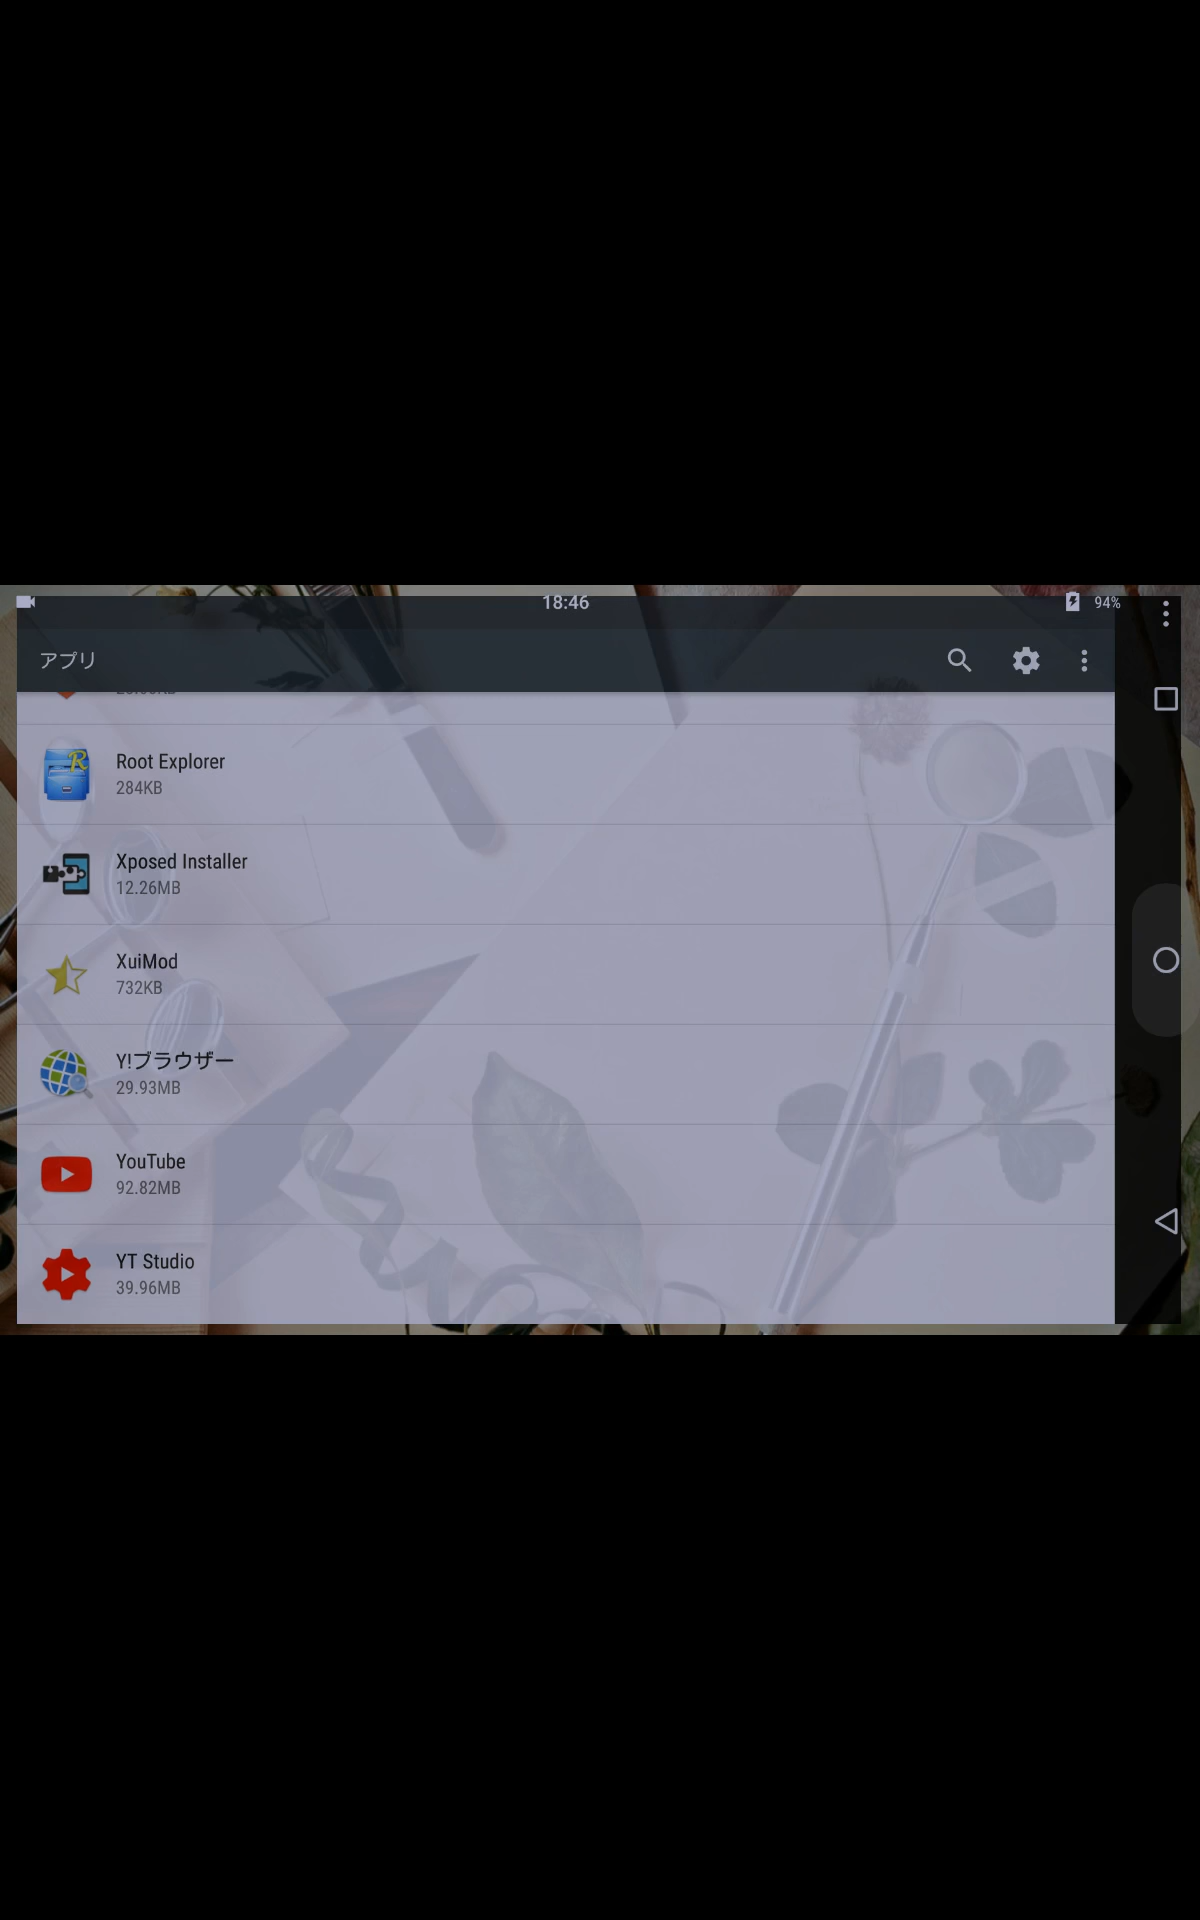 18:46
94%
アプリ
Root Explorer
284KB
Xposed Installer
12.26MB
XuiMod
732KB
Y!ブラウザー
29.93MB
YouTube
92.82MB
YT Studio
39.96MB